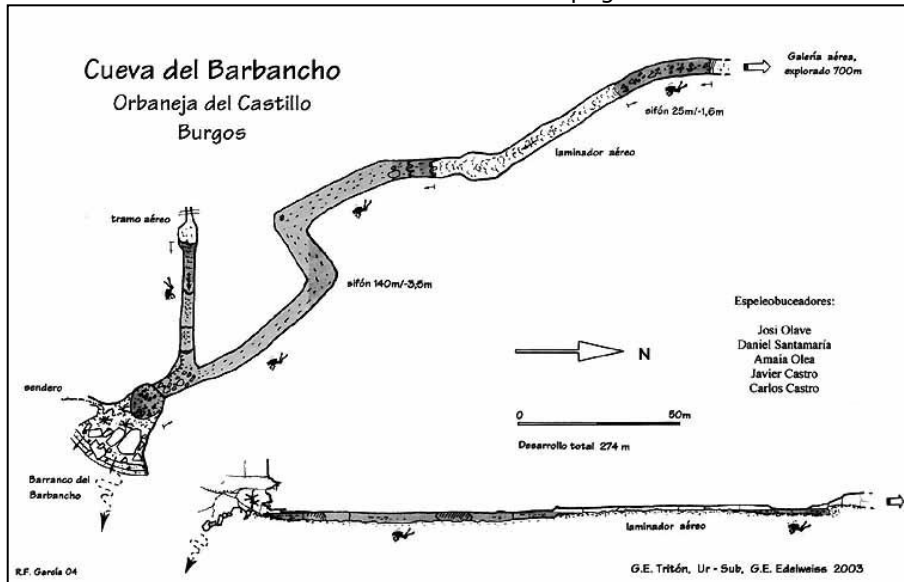 Cueva del Barbancho
Orbaneja del Castillo
Burgos
Galería aérea,
explorado 700m
sifón 25m/-1,6m
laminador aéreo
tramo aéreo
sifón 140m/-3,5m
Espeleobuceadores:
Josi Olave
Daniel Santamaría
Amaia Olea
Javier Castro
Carlos Castro
N
sendero
0 50m
Desarrollo total 274 m
Barranco del
Barbancho
laminador aéreo
R.F. García 04
G.E. Tritón, Ur - Sub, G.E. Edelweiss 2003